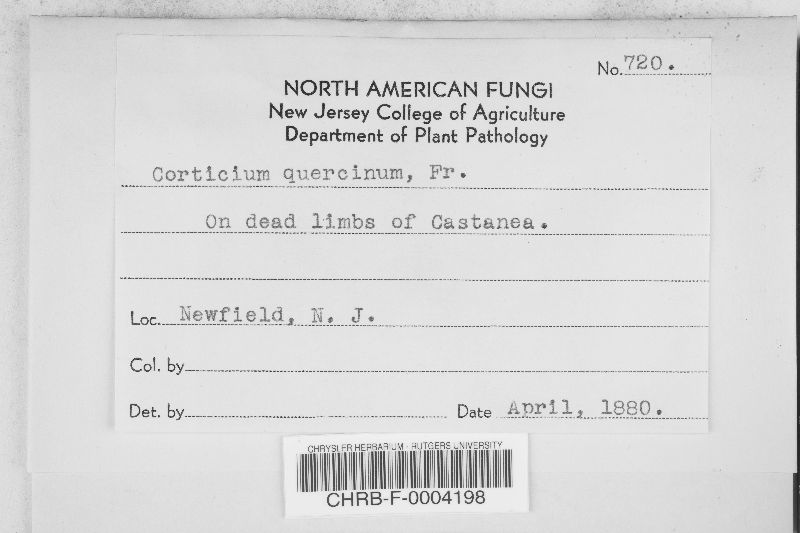 No. 720.
NORTH AMERICAN FUNGI
New Jersey College of Agriculture
Department of Plant Pathology
Corticium quercinum, Fr.
On dead limbs of Castanea.
Loc. Newfield, N. J.
Col. by
Det. by Date April, 1880.
CHRYSLER HERBARIUM - RUTGERS UNIVERSITY
CHRB-F-0004198